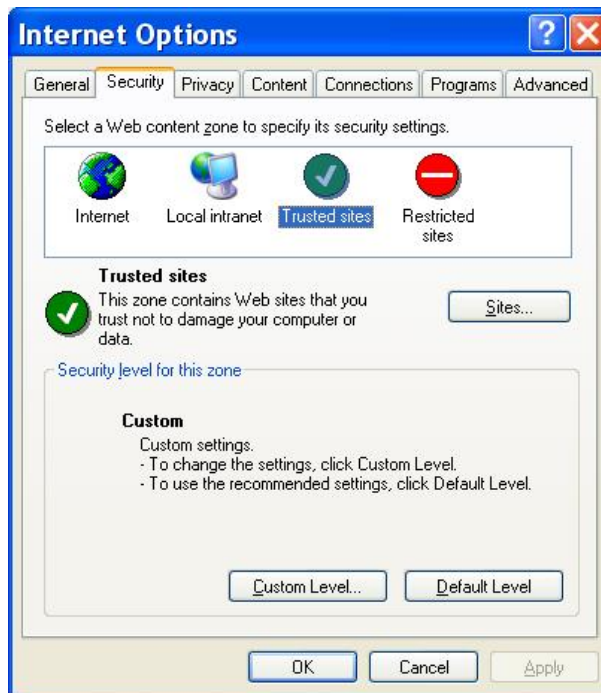 Internet Options
?
X
General Security Privacy Content Connections Programs Advanced
Select a Web content zone to specify its security settings.
Internet Local intranet Trusted sites Restricted
sites
Trusted sites
This zone contains Web sites that you
trust not to damage your computer or
data.
Sites...
Security level for this zone
Custom
Custom settings.
- To change the settings, click Custom Level.
- To use the recommended settings, click Default Level.
Custom Level... Default Level
OK Cancel Apply